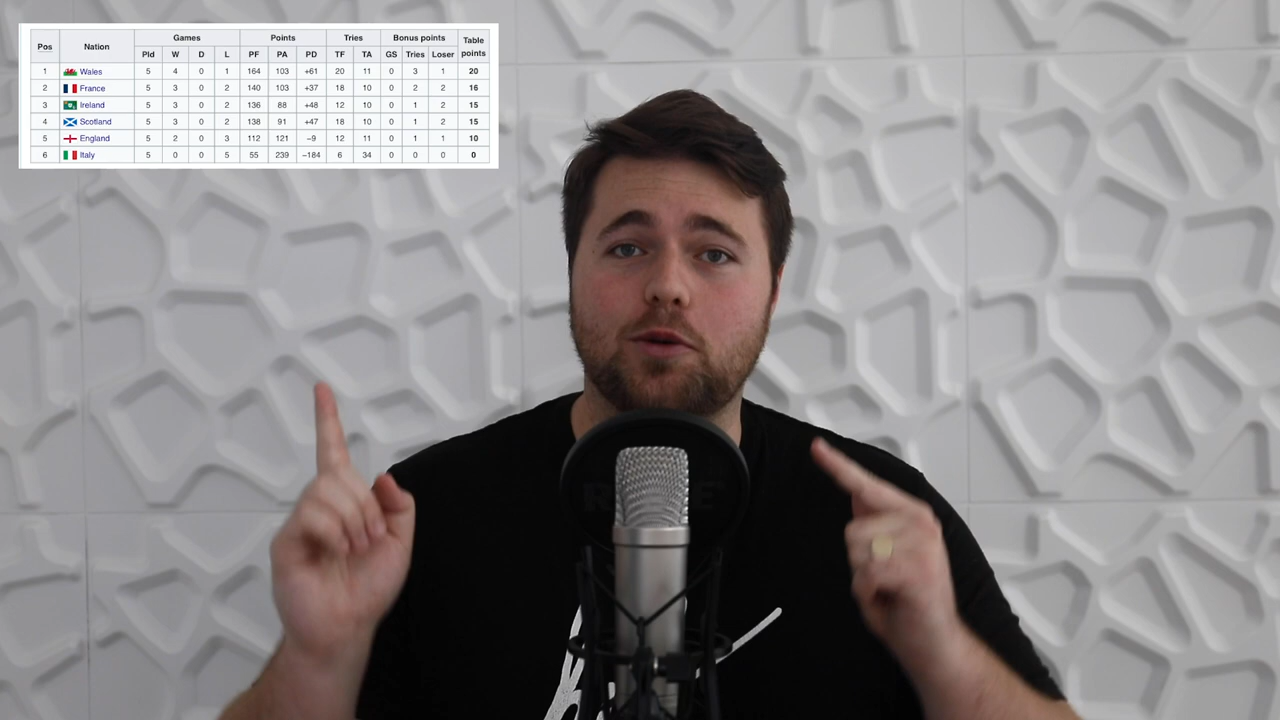 Pos Nation Games Points Tries Bonus points Table points
Pld W D L PF PA PD TF TA GS Tries Loser
1 Wales 5 4 0 1 164 103 +61 20 11 0 3 1 20
2 France 5 3 0 2 140 103 +37 18 10 0 2 2 16
3 Ireland 5 3 0 2 136 88 +48 12 10 0 1 2 15
4 Scotland 5 3 0 2 138 91 +47 18 10 0 1 2 15
5 England 5 2 0 3 112 121 −9 12 11 0 1 1 10
6 Italy 5 0 0 5 55 239 −184 6 34 0 0 0 0